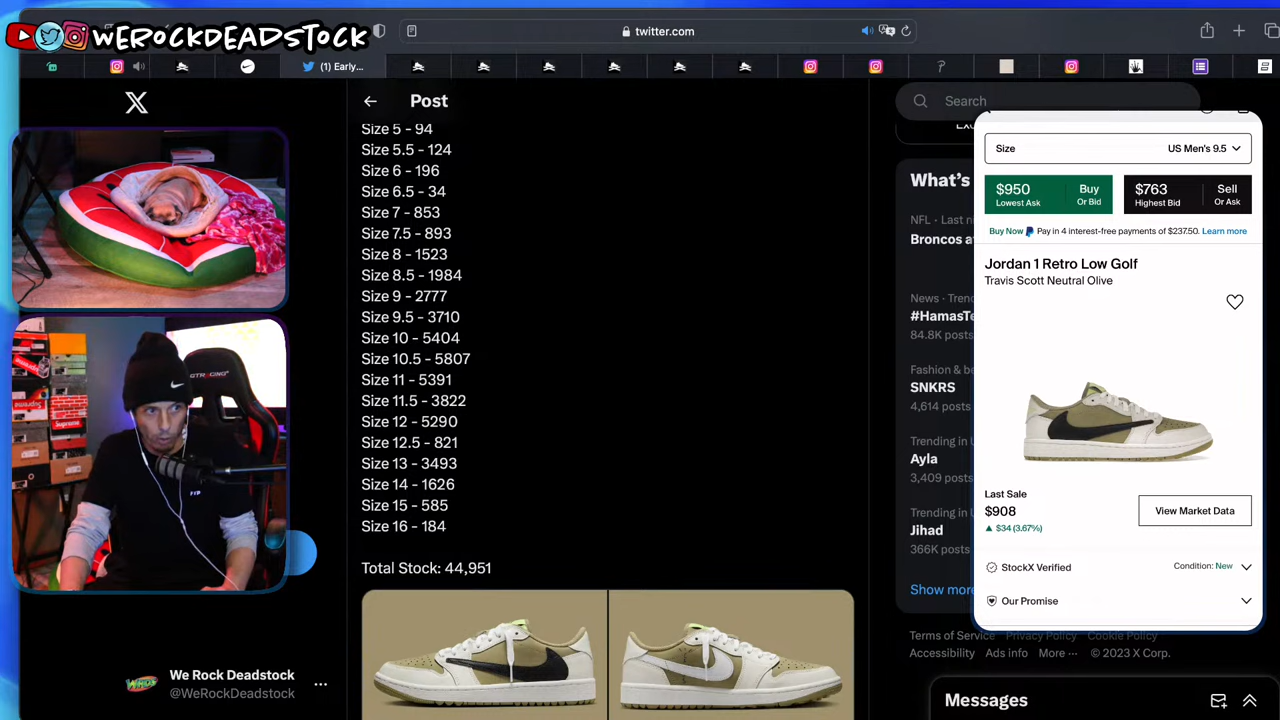 WEROCKDEADSTOCK
twitter.com
(1) Early...
X
Post
Search
Size 5 - 94
Size 5.5 - 124
Size 6 - 196
Size 6.5 - 34
Size 7 - 853
Size 7.5 - 893
Size 8 - 1523
Size 8.5 - 1984
Size 9 - 2777
Size 9.5 - 3710
Size 10 - 5404
Size 10.5 - 5807
Size 11 - 5391
Size 11.5 - 3822
Size 12 - 5290
Size 12.5 - 821
Size 13 - 3493
Size 14 - 1626
Size 15 - 585
Size 16 - 184
Total Stock: 44,951
We Rock Deadstock
@WeRockDeadstock
What's
NFL · Last n
Broncos a
News · Trend
#HamasTe
84.8K posts
Fashion & be
SNKRS
4,614 posts
Trending in U
Ayla
3,409 posts
Trending in U
Jihad
366K posts
Show more
Terms of Service Privacy Policy Cookie Policy
Accessibility Ads info More ··· © 2023 X Corp.
Messages
Size US Men's 9.5
$950 Buy
Lowest Ask Or Bid
$763 Sell
Highest Bid Or Ask
Buy Now Pay in 4 interest-free payments of $237.50. Learn more
Jordan 1 Retro Low Golf
Travis Scott Neutral Olive
Last Sale
$908
▲ $34 (3.67%)
View Market Data
StockX Verified Condition: New
Our Promise
Supreme